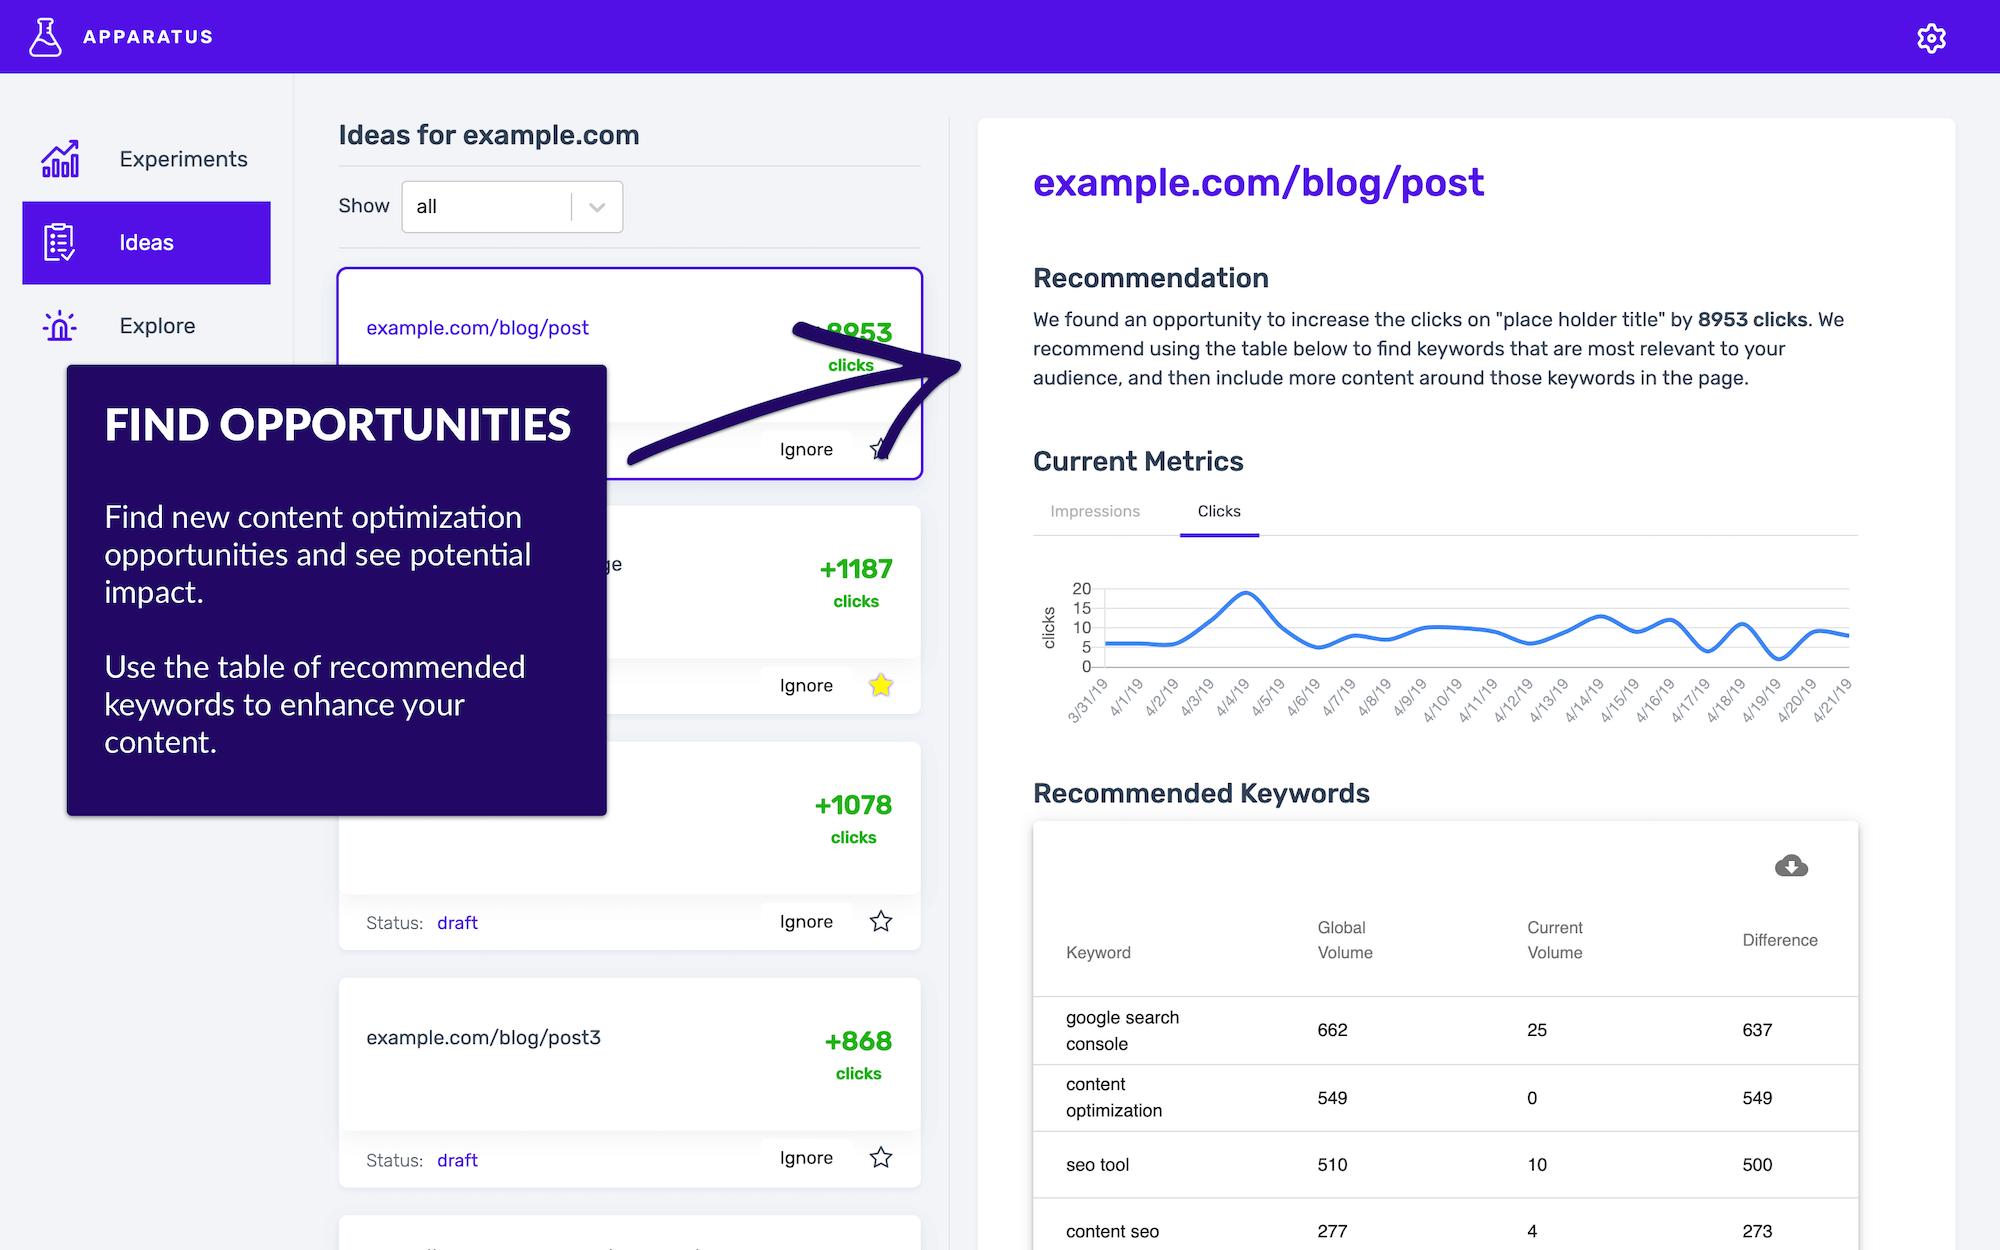 APPARATUS
Experiments
Ideas
Explore
FIND OPPORTUNITIES
Find new content optimization
opportunities and see potential
impact.
Use the table of recommended
keywords to enhance your
content.
Ideas for example.com
Show all
example.com/blog/post
+8953
clicks
Ignore
+1187
clicks
Ignore
+1078
clicks
Status: draft
Ignore
example.com/blog/post3
+868
clicks
Status: draft
Ignore
example.com/blog/post
Recommendation
We found an opportunity to increase the clicks on "place holder title" by 8953 clicks. We
recommend using the table below to find keywords that are most relevant to your
audience, and then include more content around those keywords in the page.
Current Metrics
Impressions Clicks
clicks
20
15
10
5
0
3/31/19 4/1/19 4/2/19 4/3/19 4/4/19 4/5/19 4/6/19 4/7/19 4/8/19 4/9/19 4/10/19 4/11/19 4/12/19 4/13/19 4/14/19 4/15/19 4/16/19 4/17/19 4/18/19 4/19/19 4/20/19 4/21/19
Recommended Keywords
Keyword Global Volume Current Volume Difference
google search console 662 25 637
content optimization 549 0 549
seo tool 510 10 500
content seo 277 4 273